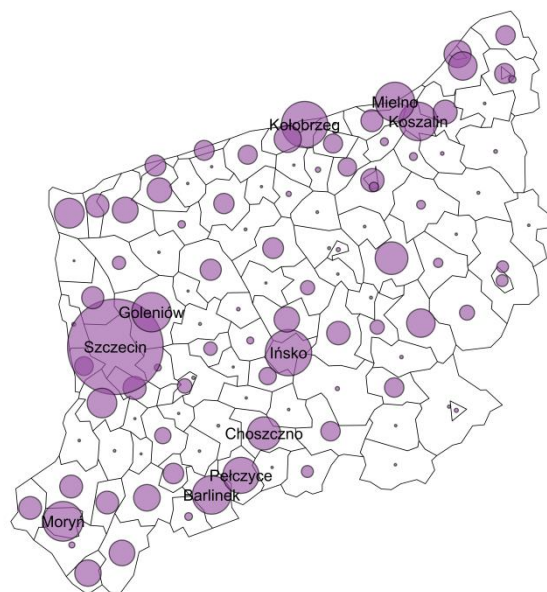 Mielno
Koszalin
Kołobrzeg
Goleniów
Szczecin
Ińsko
Choszczno
Pełczyce
Barlinek
Moryń